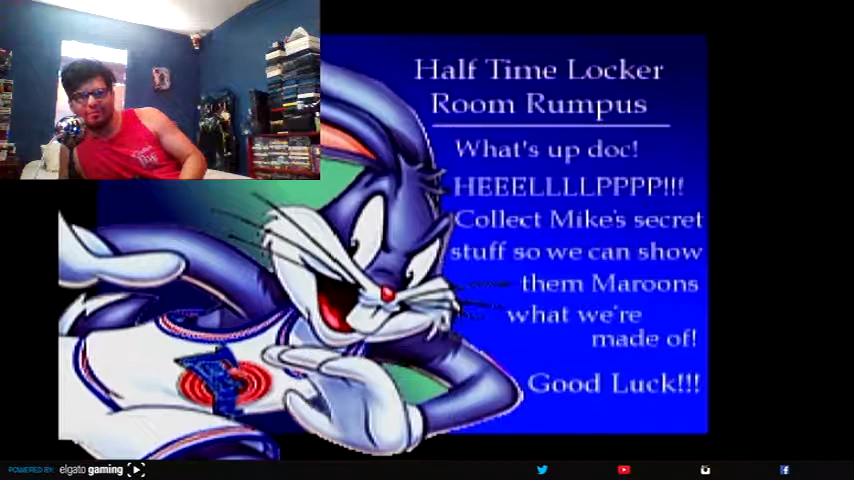 Half Time Locker
Room Rumpus
What's up doc!
HEEELLLLPPPP!!!
Collect Mike's secret
stuff so we can show
them Maroons
what we're
made of!
Good Luck!!!
POWERED BY: elgato gaming